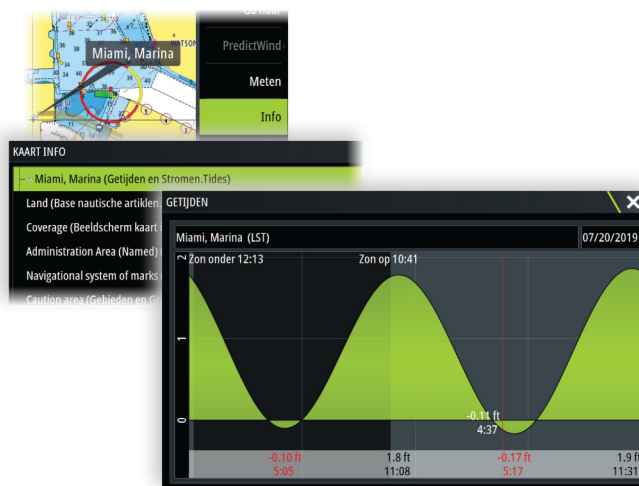 PredictWind
Miami, Marina
WATSON
Meten
Info
KAART INFO
Miami, Marina (Getijden en Stromen.Tides)
Land (Base nautische artiklen.
Coverage (Beeldscherm kaart i
Administration Area (Named)
Navigational system of marks
Caution area (Gebieden en Gr
GETIJDEN
Miami, Marina (LST)
07/20/2019
Zon onder 12:13
Zon op 10:41
2
1
0
-0.11 ft
4:37
-0.10 ft
5:05
1.8 ft
11:08
-0.17 ft
5:17
1.9 ft
11:31